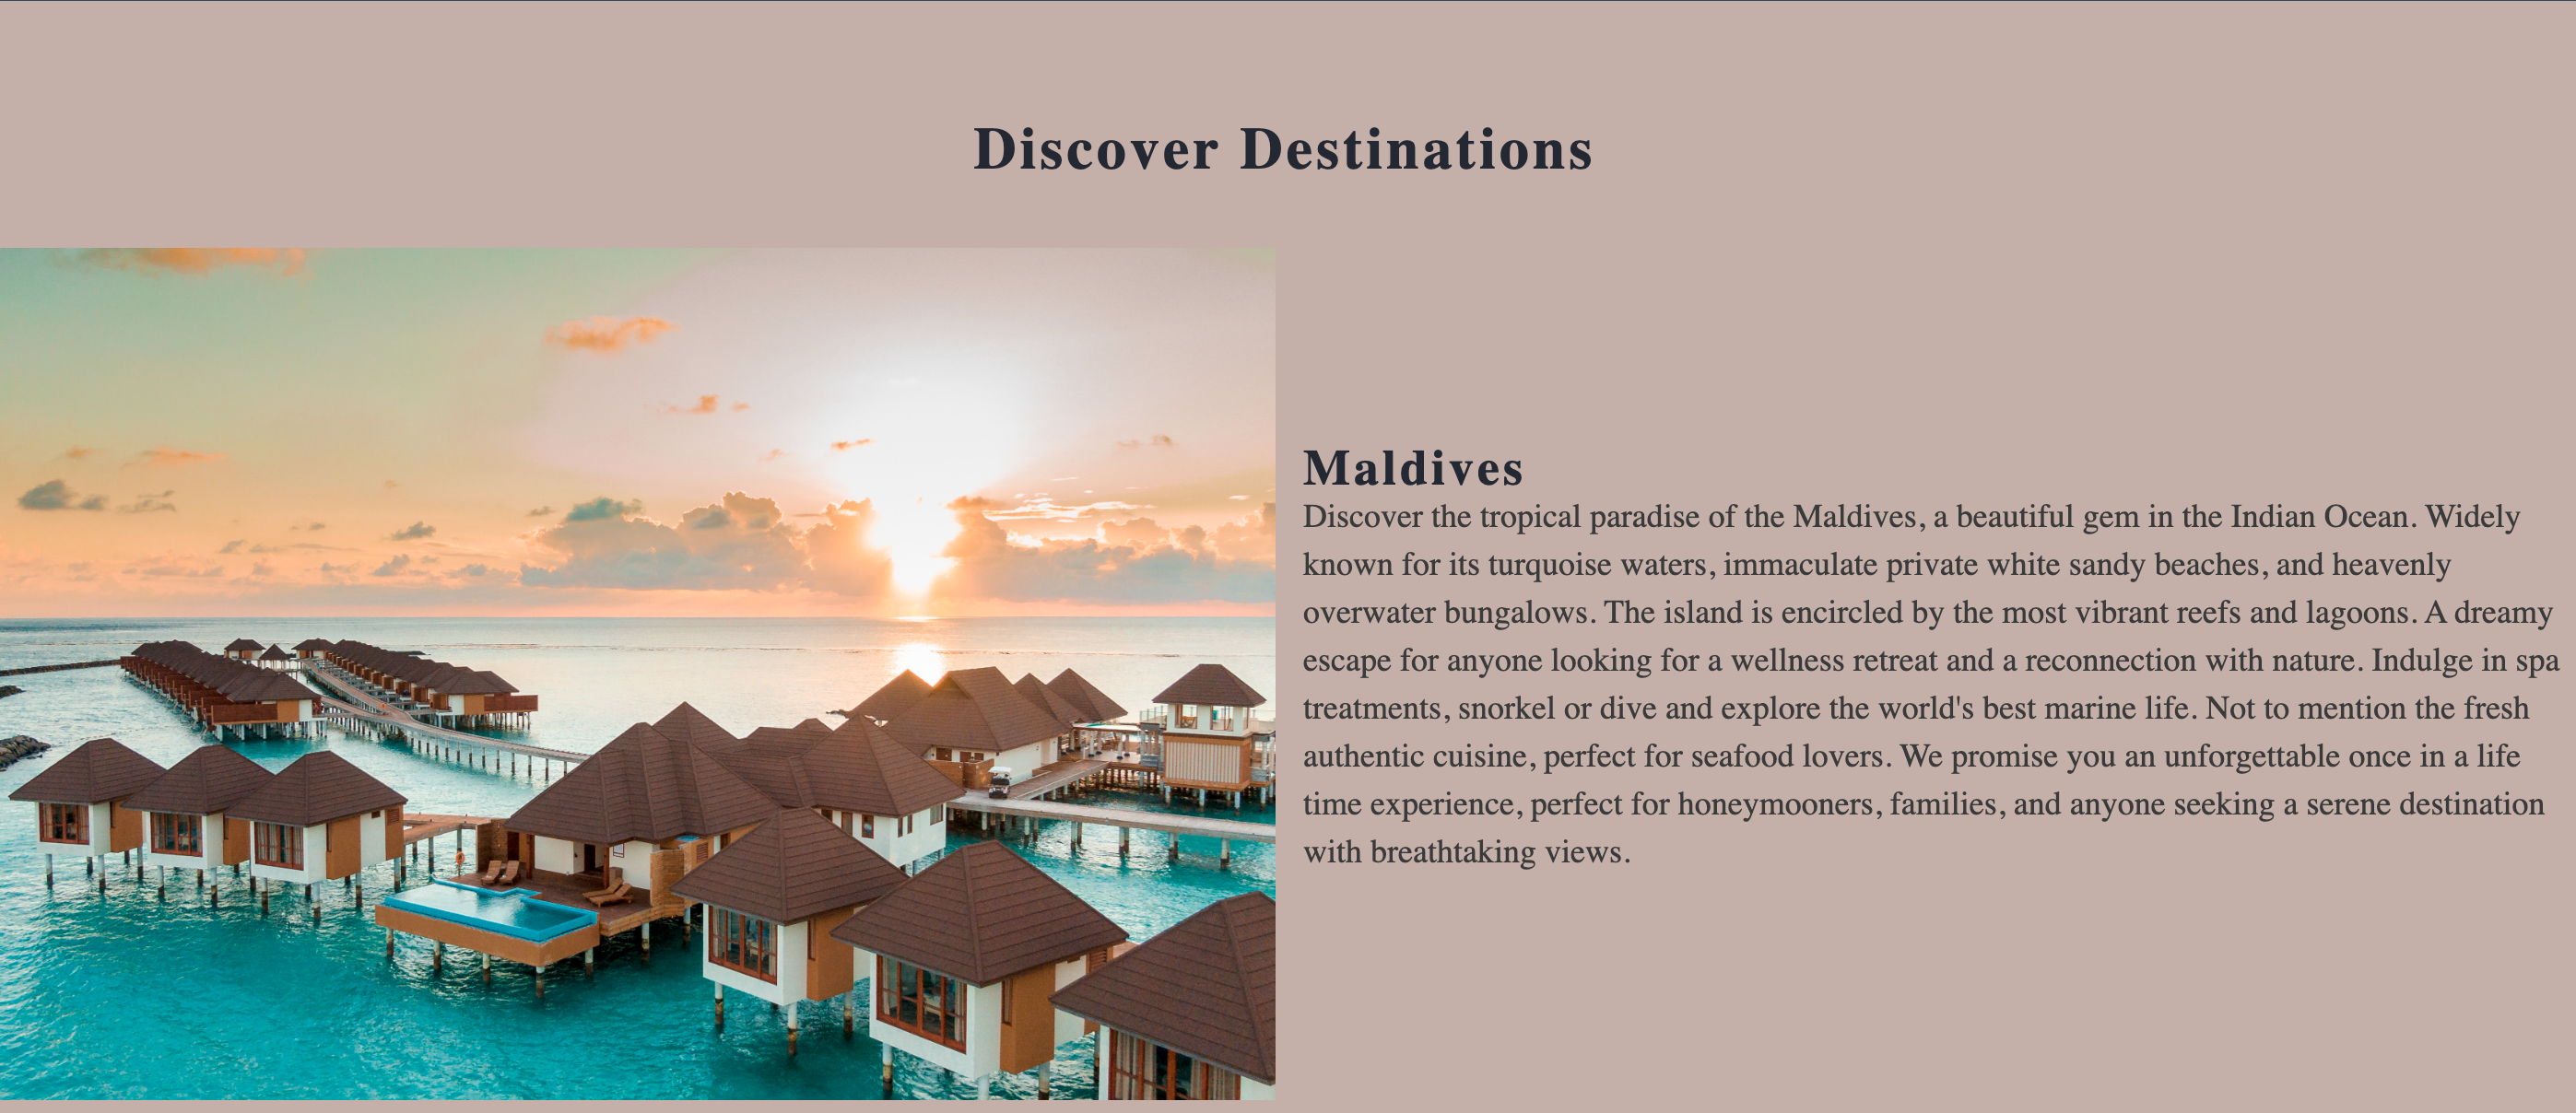 Discover Destinations
Maldives
Discover the tropical paradise of the Maldives, a beautiful gem in the Indian Ocean. Widely
known for its turquoise waters, immaculate private white sandy beaches, and heavenly
overwater bungalows. The island is encircled by the most vibrant reefs and lagoons. A dreamy
escape for anyone looking for a wellness retreat and a reconnection with nature. Indulge in spa
treatments, snorkel or dive and explore the world's best marine life. Not to mention the fresh
authentic cuisine, perfect for seafood lovers. We promise you an unforgettable once in a life
time experience, perfect for honeymooners, families, and anyone seeking a serene destination
with breathtaking views.